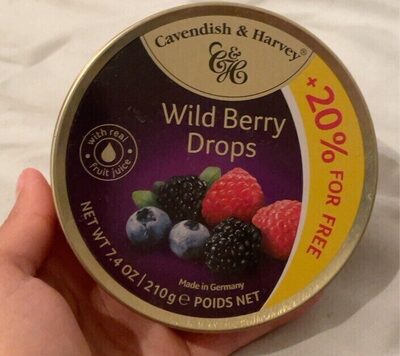 Cavendish & Harvey®
C&H
Wild Berry
Drops
with real
fruit juice
+20% FOR FREE
Made in Germany
NET WT 7.4 OZ/210g ℮ POIDS NET